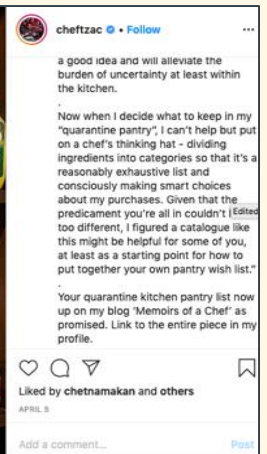 cheftzac • Follow
a good idea and will alleviate the
burden of uncertainty at least within
the kitchen.
.
Now when I decide what to keep in my
"quarantine pantry", I can't help but put
on a chef's thinking hat - dividing
ingredients into categories so that it's a
reasonably exhaustive list and
consciously making smart choices
about my purchases. Given that the
predicament you're all in couldn't
Edited
too different, I figured a catalogue like
this might be helpful for some of you,
at least as a starting point for how to
put together your own pantry wish list."
.
Your quarantine kitchen pantry list now
up on my blog 'Memoirs of a Chef' as
promised. Link to the entire piece in my
profile.
Liked by chetnamakan and others
APRIL 5
Add a comment...
Post